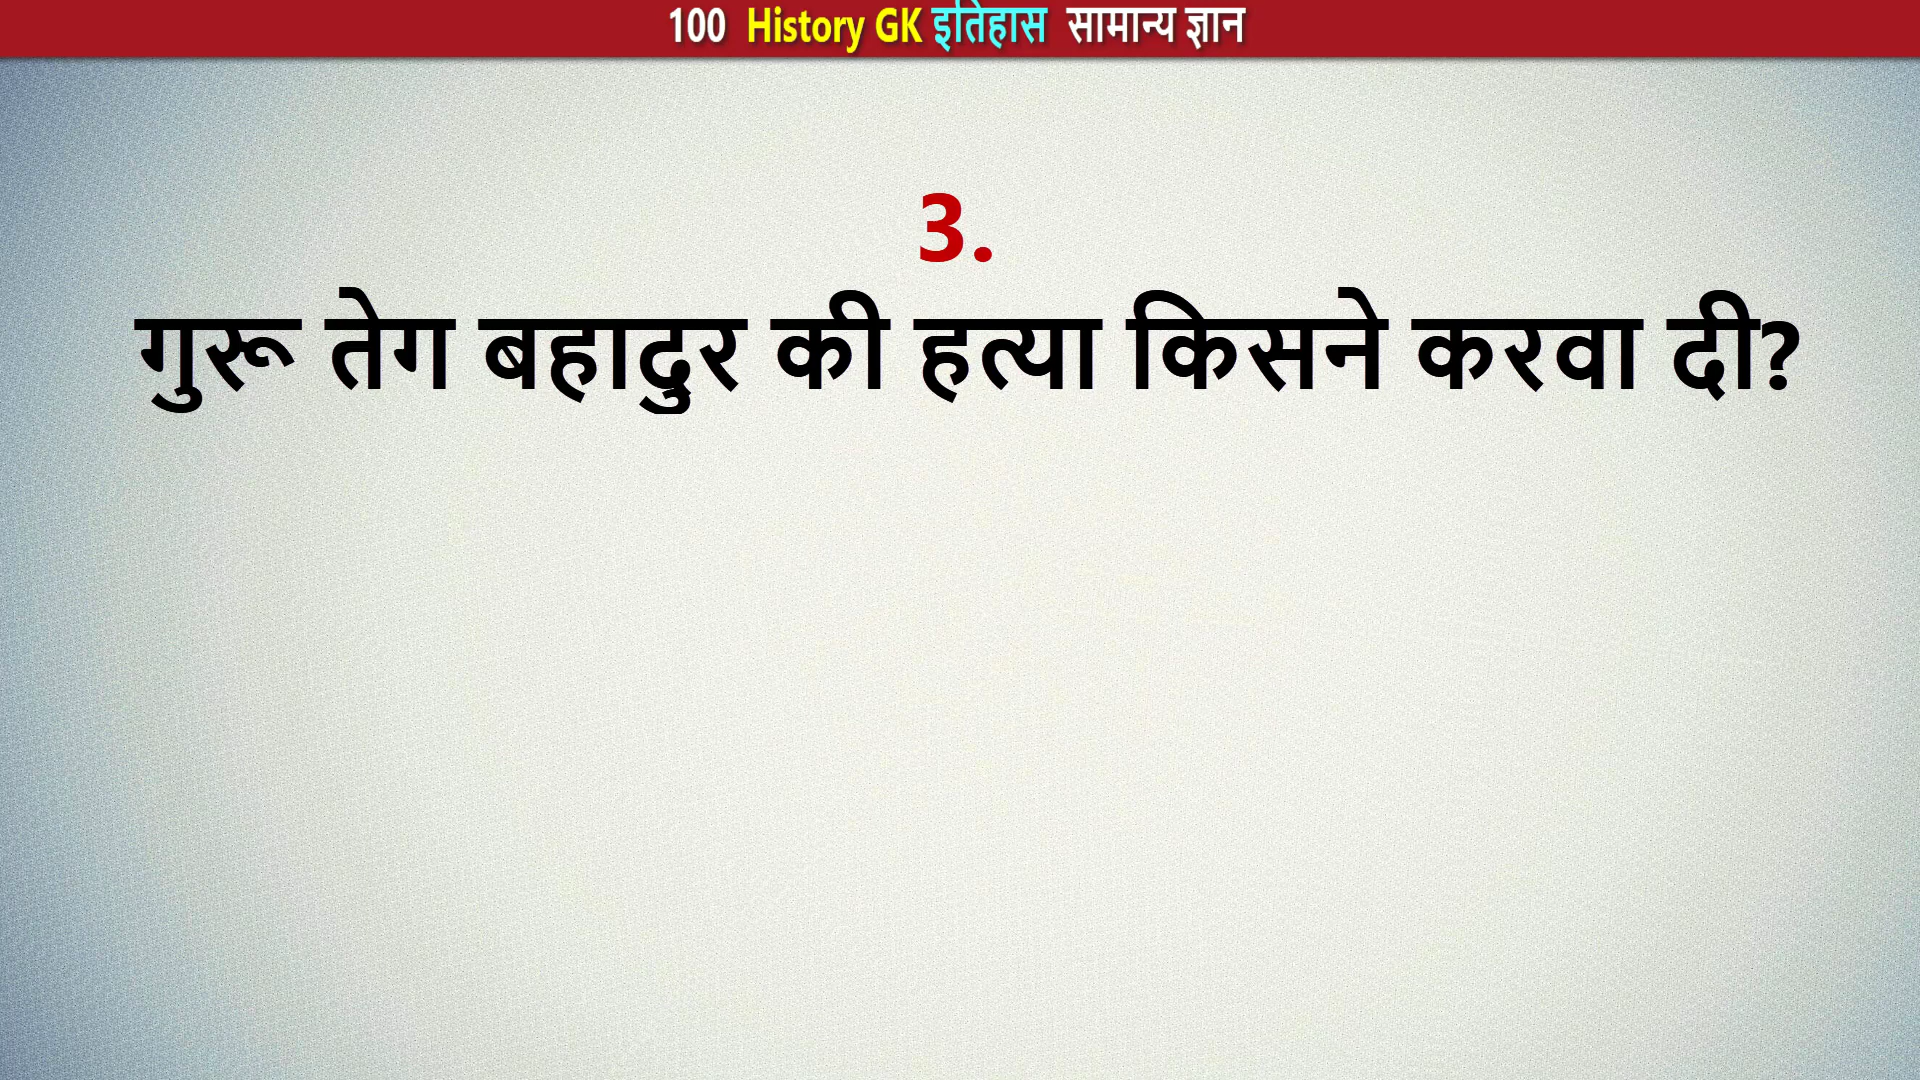 100 History GK इतिहास सामान्य ज्ञान
3.
गुरू तेग बहादुर की हत्या किसने करवा दी?